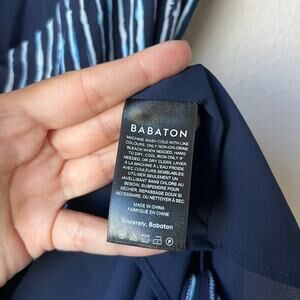 BABATON
MACHINE WASH COLD WITH LIKE
COLOURS. ONLY NON-CHLORINE
BLEACH WHEN NEEDED, HANG
TO DRY, COOL IRON ONLY IF
NEEDED, OR DRY CLEAN. LAVER
À LA MACHINE À L'EAU FROIDE
AVEC COULEURS SEMBLABLES.
UTILISER SEULEMENT UN
JAVELLISANT SANS CHLORE AU
BESOIN, SUSPENDRE POUR
SÉCHER, REPASSAGE DOUX SI
NÉCESSAIRE, OU NETTOYER À SEC.
MADE IN CHINA
FABRIQUÉ EN CHINE
Sincerely, Babaton